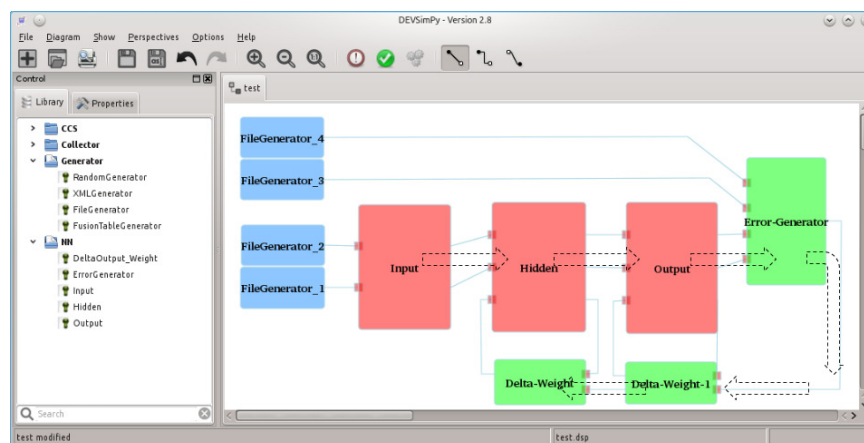 DEVSimPy - Version 2.8
File Diagram Show Perspectives Options Help
Control
Library Properties
test
CCS
Collector
Generator
RandomGenerator
XMLGenerator
FileGenerator
FusionTableGenerator
NN
DeltaOutput_Weight
ErrorGenerator
Input
Hidden
Output
Search
FileGenerator_4
FileGenerator_3
FileGenerator_2
FileGenerator_1
Input
Hidden
Output
Error-Generator
Delta-Weight
Delta-Weight-1
test modified
test.dsp